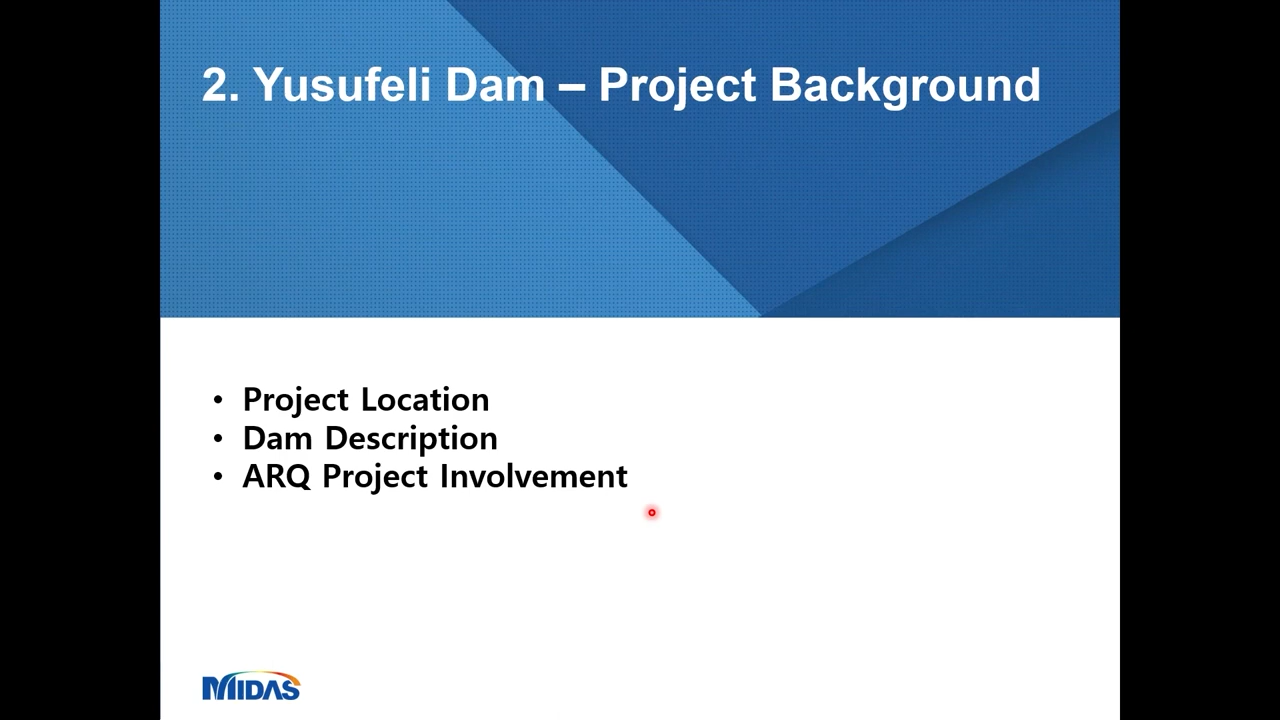 2. Yusufeli Dam – Project Background
• Project Location
• Dam Description
• ARQ Project Involvement
MIDAS